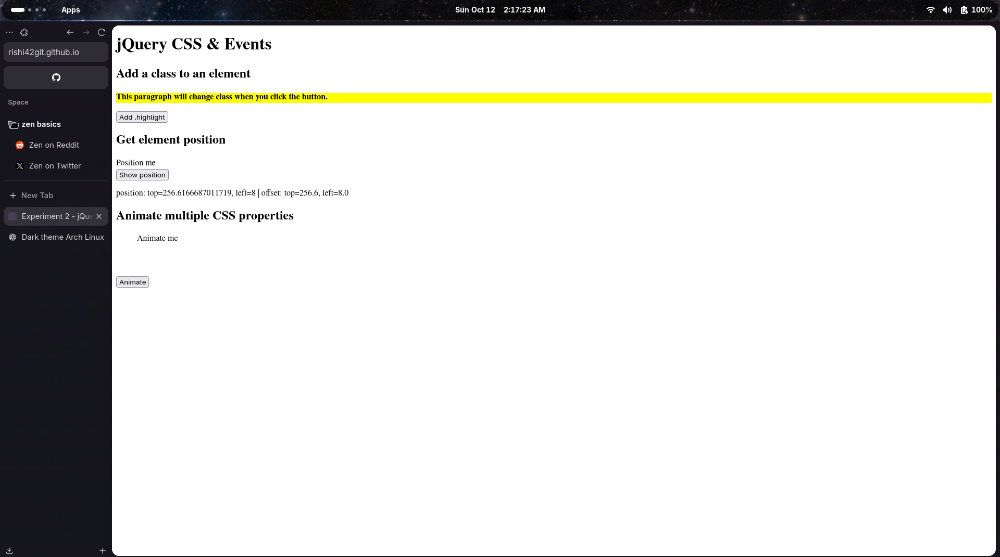 Apps
Sun Oct 12 2:17:23 AM
100%
rishi42git.github.io
Space
zen basics
Zen on Reddit
Zen on Twitter
New Tab
Experiment 2 - jQue
Dark theme Arch Linux
jQuery CSS & Events
Add a class to an element
This paragraph will change class when you click the button.
Add .highlight
Get element position
Position me
Show position
position: top=256.6166687011719, left=8 | offset: top=256.6, left=8.0
Animate multiple CSS properties
Animate me
Animate